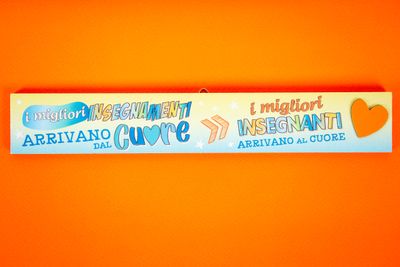 i migliori INSEGNAMENTI
ARRIVANO DAL CUORE
i migliori
INSEGNANTI
ARRIVANO AL CUORE